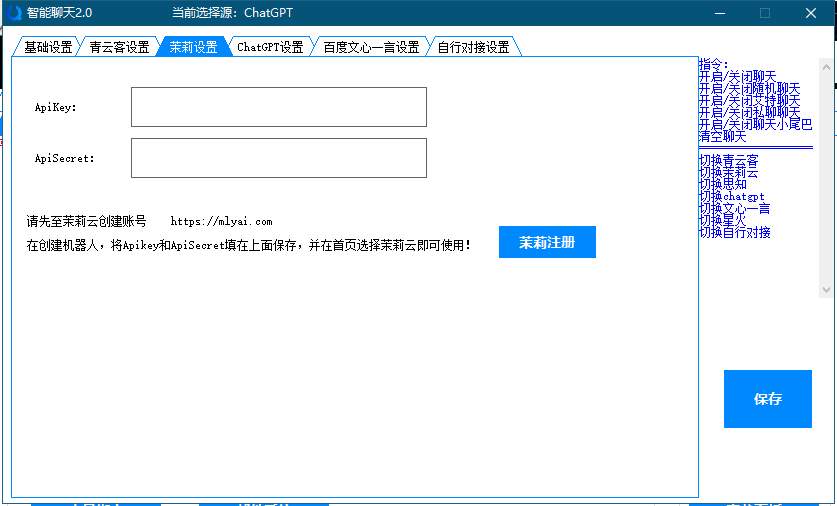 智能聊天2.0
当前选择源：ChatGPT
基础设置
青云客设置
茉莉设置
ChatGPT设置
百度文心一言设置
自行对接设置
ApiKey:
ApiSecret:
请先至茉莉云创建账号 https://mlyai.com
在创建机器人，将Apikey和ApiSecret填在上面保存，并在首页选择茉莉云即可使用！
茉莉注册
指令:
开启/关闭聊天
开启/关闭随机聊天
开启/关闭艾特聊天
开启/关闭私聊聊天
开启/关闭聊天小尾巴
清空聊天
切换青云客
切换茉莉云
切换思知
切换chatgpt
切换文心一言
切换星火
切换自行对接
保存